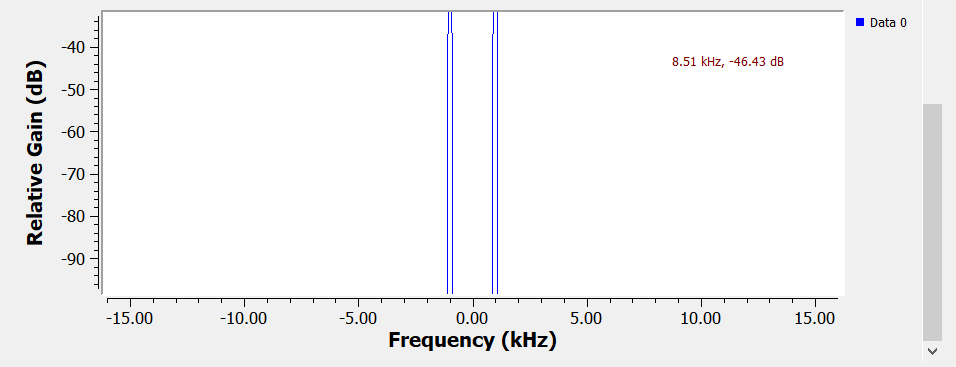 Data 0
8.51 kHz, -46.43 dB
Relative Gain (dB)
-40
-50
-60
-70
-80
-90
-15.00 -10.00 -5.00 0.00 5.00 10.00 15.00
Frequency (kHz)